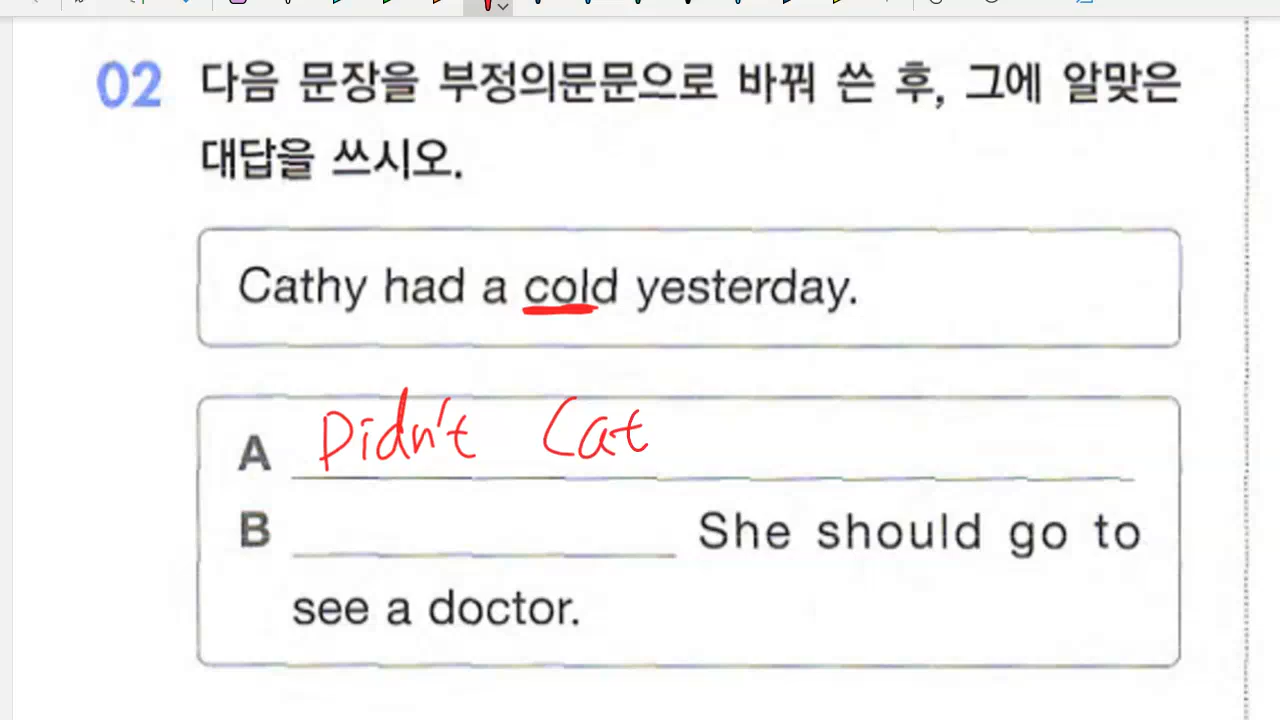 02 다음 문장을 부정의문문으로 바꿔 쓴 후, 그에 알맞은
대답을 쓰시오.
Cathy had a cold yesterday.
A Didn't Cat
B She should go to
see a doctor.